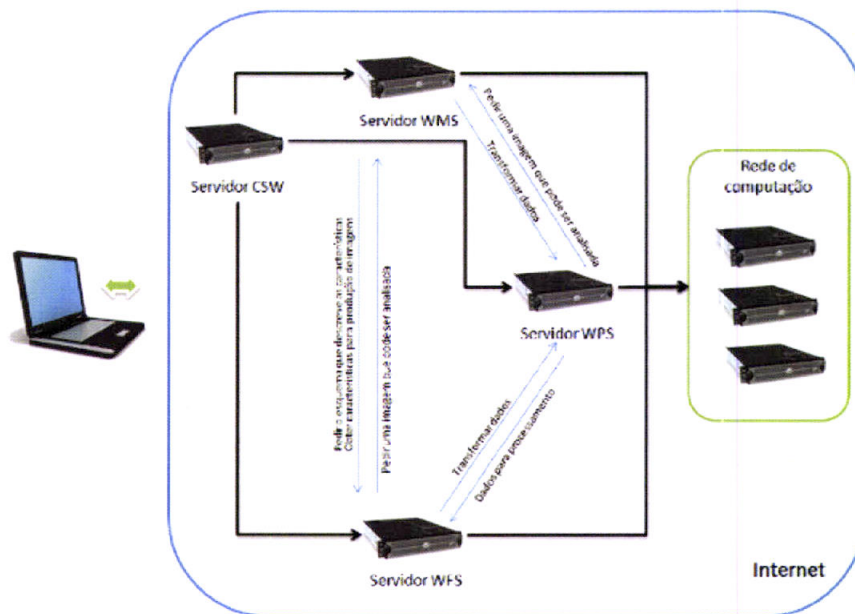 Servidor WMS
Servidor CSW
Pedir uma imagem que pode ser analisada
Transformar dados
Rede de
computação
Servidor WPS
Pedir o esquema que descreve as características
Obter características para produção de imagem
Pedir uma imagem que pode ser analisada
Transformar dados
Dados para processamento
Servidor WFS
Internet